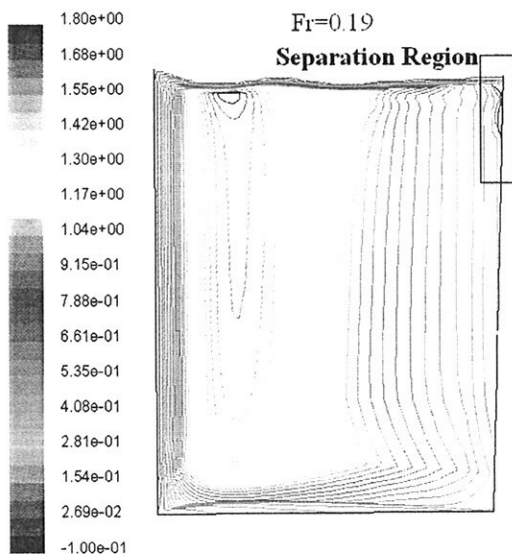 Fr=0.19
Separation Region
1.80e+00
1.68e+00
1.55e+00
1.42e+00
1.30e+00
1.17e+00
1.04e+00
9.15e-01
7.88e-01
6.61e-01
5.35e-01
4.08e-01
2.81e-01
1.54e-01
2.69e-02
-1.00e-01